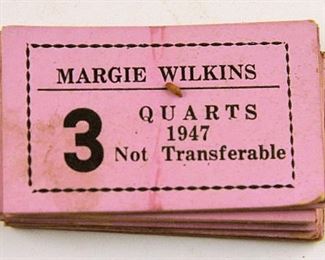 MARGIE WILKINS
3 QUARTS
1947
Not Transferable